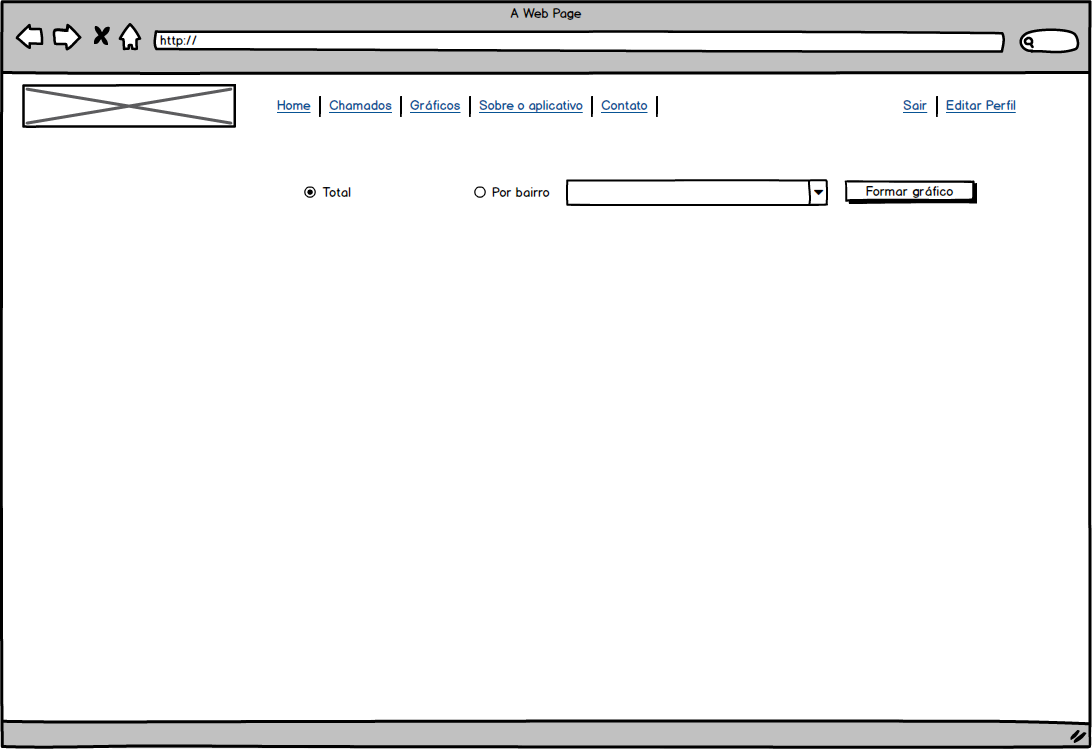 A Web Page
http://
Home Chamados Gráficos Sobre o aplicativo Contato Sair Editar Perfil
Total Por bairro Formar gráfico